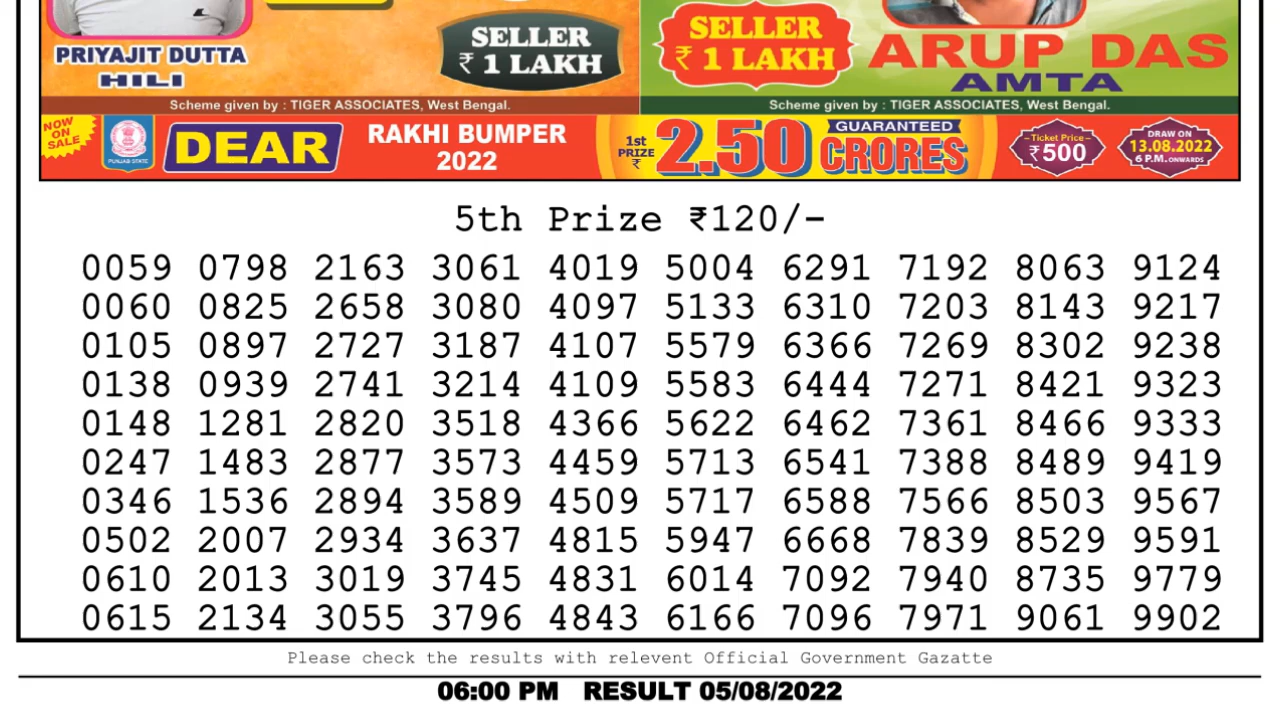 PRIYAJIT DUTTA
HILI
SELLER
₹ 1 LAKH
SELLER
₹ 1 LAKH
ARUP DAS
AMTA
Scheme given by : TIGER ASSOCIATES, West Bengal.
Scheme given by : TIGER ASSOCIATES, West Bengal.
NOW
ON
SALE
PUNJAB STATE
DEAR
RAKHI BUMPER
2022
1st
PRIZE
₹
2.50
GUARANTEED
CRORES
Ticket Price
₹500
DRAW ON
13.08.2022
6 P.M. ONWARDS
5th Prize ₹120/-
0059 0798 2163 3061 4019 5004 6291 7192 8063 9124
0060 0825 2658 3080 4097 5133 6310 7203 8143 9217
0105 0897 2727 3187 4107 5579 6366 7269 8302 9238
0138 0939 2741 3214 4109 5583 6444 7271 8421 9323
0148 1281 2820 3518 4366 5622 6462 7361 8466 9333
0247 1483 2877 3573 4459 5713 6541 7388 8489 9419
0346 1536 2894 3589 4509 5717 6588 7566 8503 9567
0502 2007 2934 3637 4815 5947 6668 7839 8529 9591
0610 2013 3019 3745 4831 6014 7092 7940 8735 9779
0615 2134 3055 3796 4843 6166 7096 7971 9061 9902
Please check the results with relevent Official Government Gazatte
06:00 PM RESULT 05/08/2022